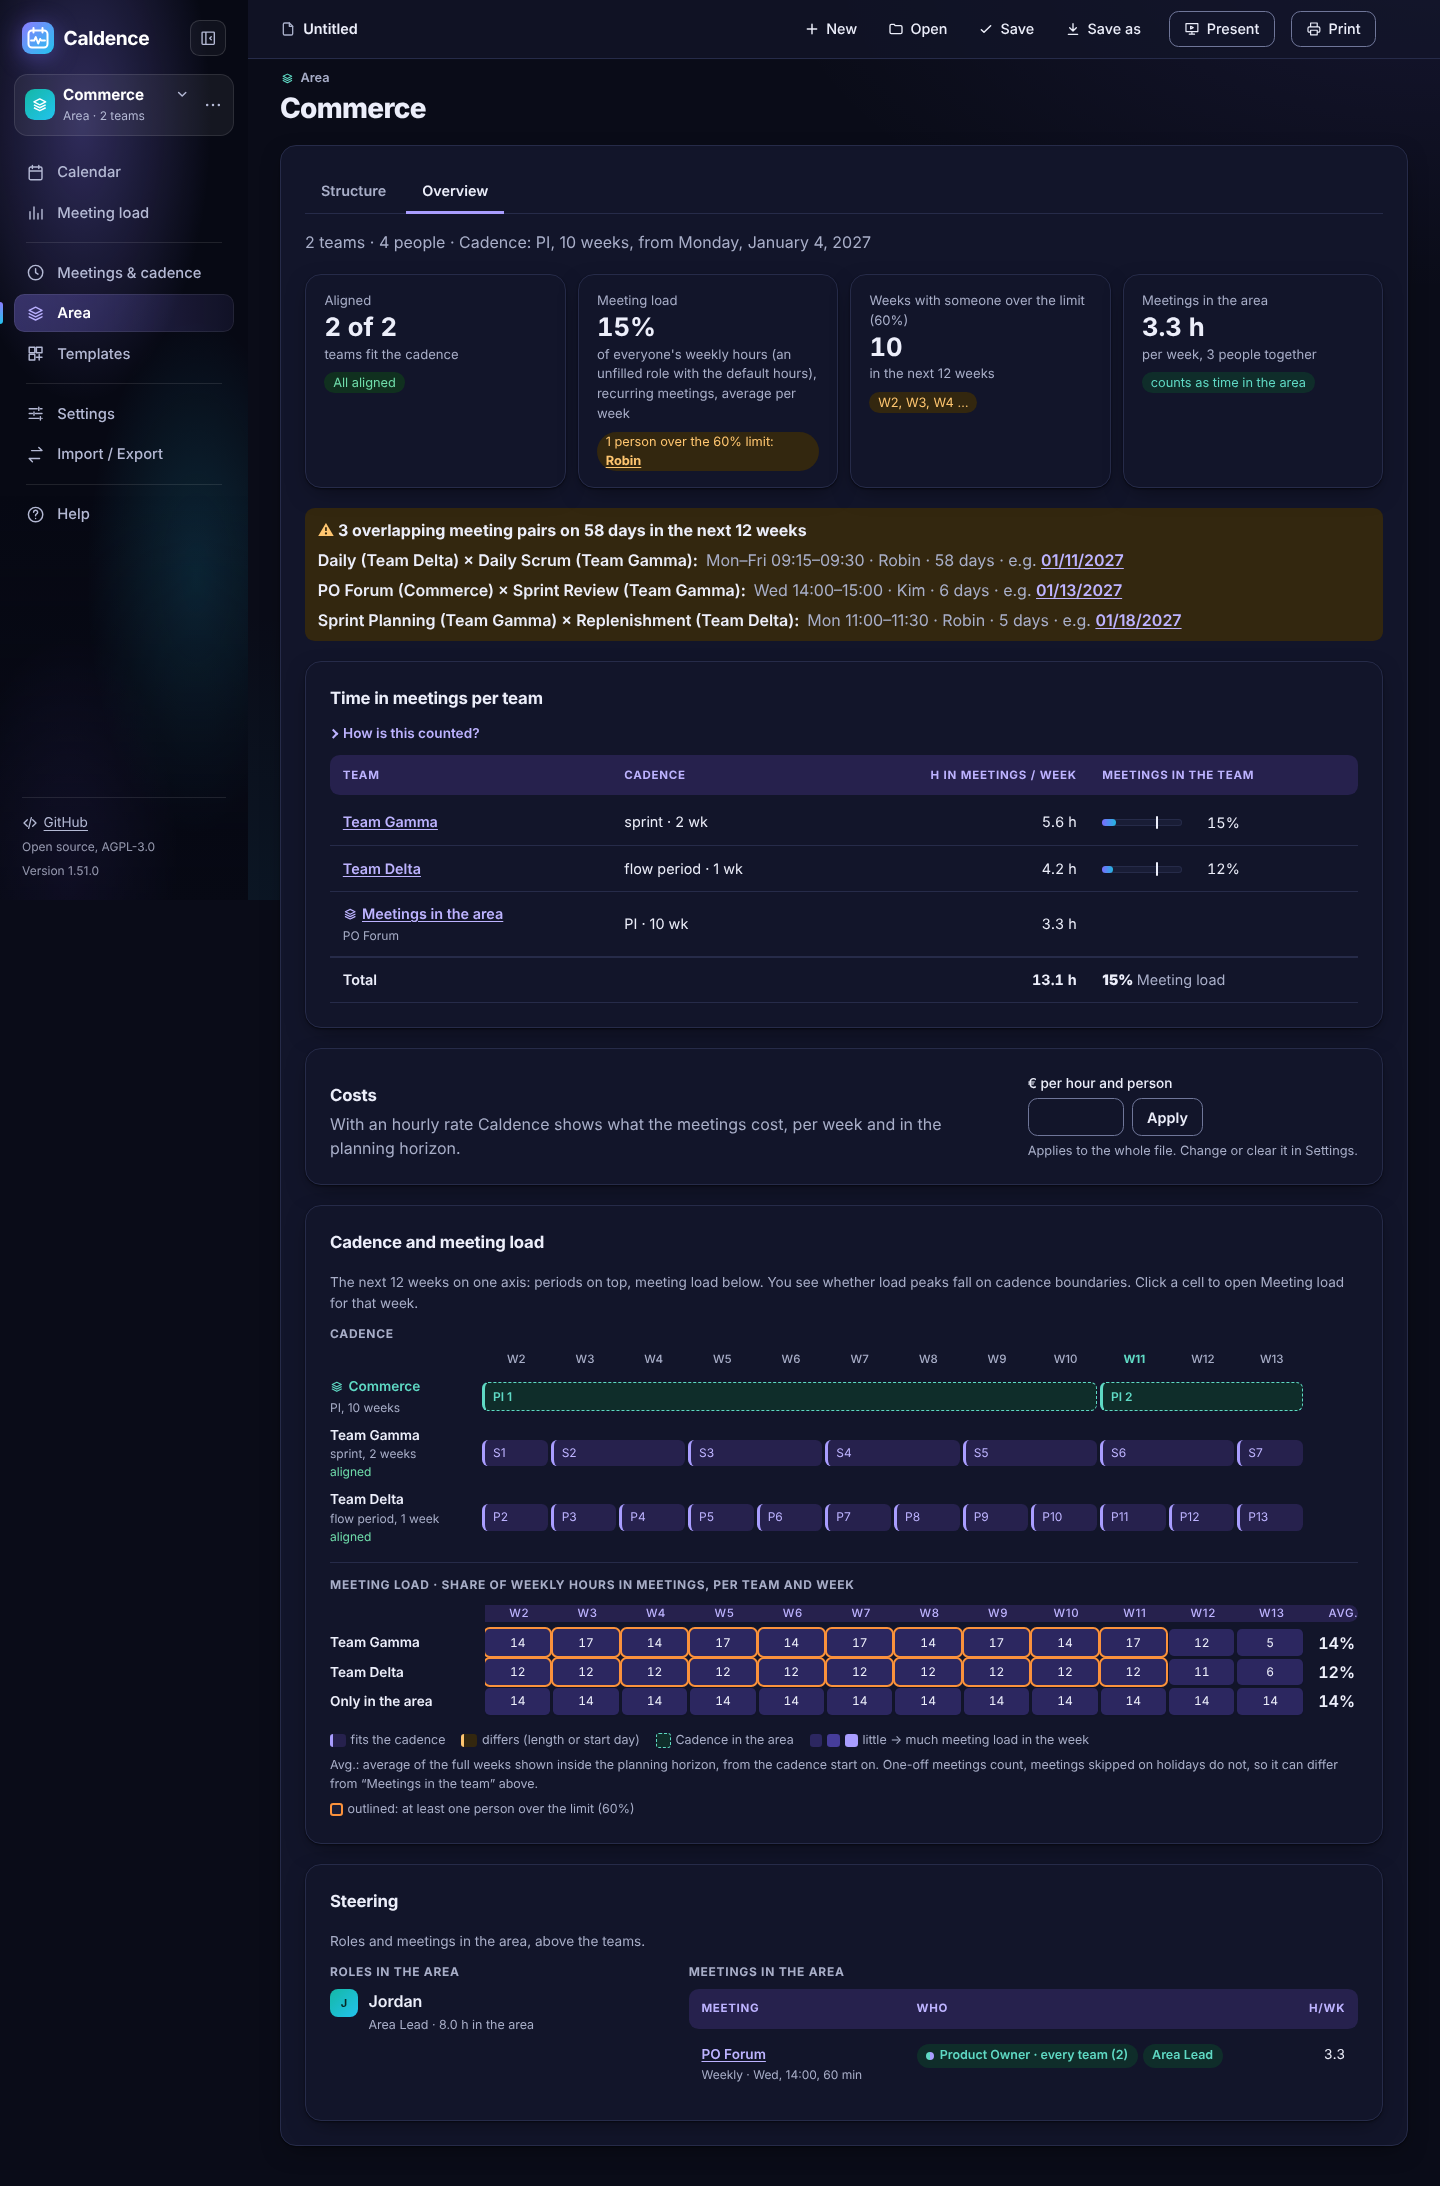 Caldence
Commerce
Area · 2 teams
Calendar
Meeting load
Meetings & cadence
Area
Templates
Settings
Import / Export
Help
GitHub
Open source, AGPL-3.0
Version 1.51.0
Untitled
New
Open
Save
Save as
Present
Print
Area
Commerce
Structure
Overview
2 teams · 4 people · Cadence: PI, 10 weeks, from Monday, January 4, 2027
Aligned
2 of 2
teams fit the cadence
All aligned
Meeting load
15%
of everyone's weekly hours (an
unfilled role with the default hours),
recurring meetings, average per
week
1 person over the 60% limit:
Robin
Weeks with someone over the limit
(60%)
10
in the next 12 weeks
W2, W3, W4 ...
Meetings in the area
3.3 h
per week, 3 people together
counts as time in the area
3 overlapping meeting pairs on 58 days in the next 12 weeks
Daily (Team Delta) × Daily Scrum (Team Gamma): Mon–Fri 09:15–09:30 · Robin · 58 days · e.g. 01/11/2027
PO Forum (Commerce) × Sprint Review (Team Gamma): Wed 14:00–15:00 · Kim · 6 days · e.g. 01/13/2027
Sprint Planning (Team Gamma) × Replenishment (Team Delta): Mon 11:00–11:30 · Robin · 5 days · e.g. 01/18/2027
Time in meetings per team
How is this counted?
TEAM CADENCE H IN MEETINGS / WEEK MEETINGS IN THE TEAM
Team Gamma sprint · 2 wk 5.6 h 15%
Team Delta flow period · 1 wk 4.2 h 12%
Meetings in the area PI · 10 wk 3.3 h
PO Forum
Total 13.1 h 15% Meeting load
Costs
With an hourly rate Caldence shows what the meetings cost, per week and in the
planning horizon.
€ per hour and person
Apply
Applies to the whole file. Change or clear it in Settings.
Cadence and meeting load
The next 12 weeks on one axis: periods on top, meeting load below. You see whether load peaks fall on cadence boundaries. Click a cell to open Meeting load
for that week.
CADENCE
W2 W3 W4 W5 W6 W7 W8 W9 W10 W11 W12 W13
Commerce
PI, 10 weeks
PI 1 PI 2
Team Gamma
sprint, 2 weeks
aligned
S1 S2 S3 S4 S5 S6 S7
Team Delta
flow period, 1 week
aligned
P2 P3 P4 P5 P6 P7 P8 P9 P10 P11 P12 P13
MEETING LOAD · SHARE OF WEEKLY HOURS IN MEETINGS, PER TEAM AND WEEK
W2 W3 W4 W5 W6 W7 W8 W9 W10 W11 W12 W13 AVG.
Team Gamma 14 17 14 17 14 17 14 17 14 17 12 5 14%
Team Delta 12 12 12 12 12 12 12 12 12 12 11 6 12%
Only in the area 14 14 14 14 14 14 14 14 14 14 14 14 14%
fits the cadence differs (length or start day) Cadence in the area little → much meeting load in the week
Avg.: average of the full weeks shown inside the planning horizon, from the cadence start on. One-off meetings count, meetings skipped on holidays do not, so it can differ
from “Meetings in the team” above.
outlined: at least one person over the limit (60%)
Steering
Roles and meetings in the area, above the teams.
ROLES IN THE AREA
J
Jordan
Area Lead · 8.0 h in the area
MEETINGS IN THE AREA
MEETING WHO H/WK
PO Forum Product Owner · every team (2) Area Lead 3.3
Weekly · Wed, 14:00, 60 min